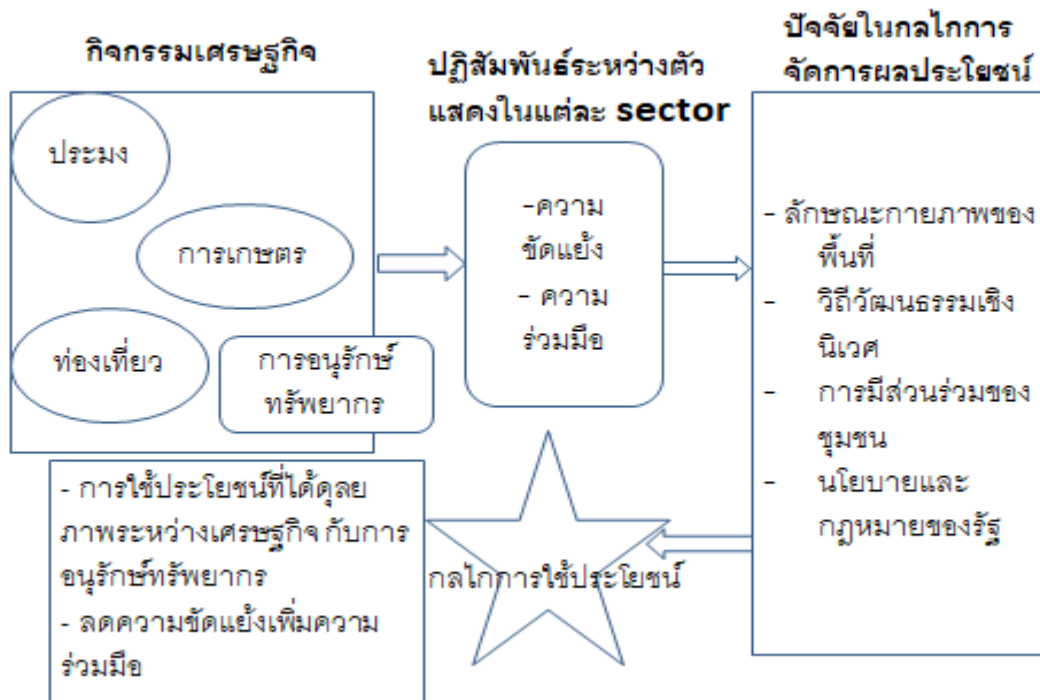 กิจกรรมเศรษฐกิจ
ประมง
การเกษตร
ท่องเที่ยว
การอนุรักษ์
ทรัพยากร
ปฏิสัมพันธ์ระหว่างตัว
แสดงในแต่ละ sector
-ความ
ขัดแย้ง
- ความ
ร่วมมือ
ปัจจัยในกลไกการ
จัดการผลประโยชน์
- ลักษณะกายภาพของ
พื้นที่
- วิถีวัฒนธรรมเชิง
นิเวศ
- การมีส่วนร่วมของ
ชุมชน
- นโยบายและ
กฎหมายของรัฐ
กลไกการใช้ประโยชน์
- การใช้ประโยชน์ที่ได้ดุลย
ภาพระหว่างเศรษฐกิจ กับการ
อนุรักษ์ทรัพยากร
- ลดความขัดแย้งเพิ่มความ
ร่วมมือ